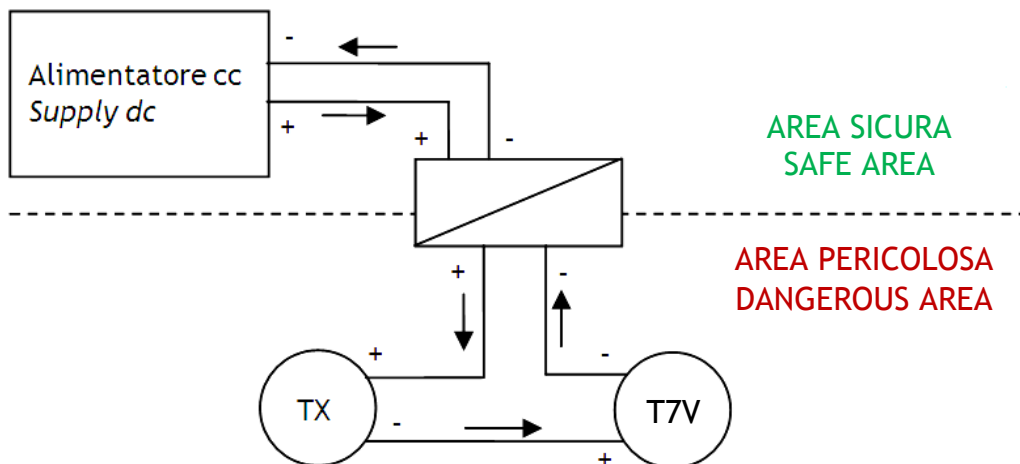 -
Alimentatore cc
Supply dc
+
+
-
AREA SICURA
SAFE AREA
+
-
AREA PERICOLOSA
DANGEROUS AREA
+
-
TX
-
T7V
+